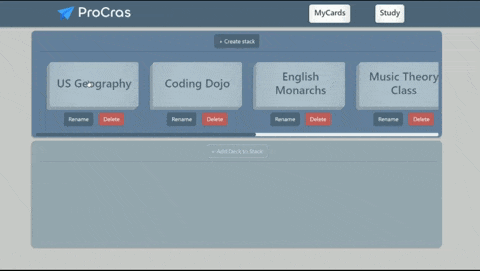 ProCras
MyCards
Study
+ Create stack
US Geography
Coding Dojo
English
Monarchs
Music Theory
Class
Rename
Delete
Rename
Delete
Rename
Delete
Rename
Delete
+ Add Deck to Stack